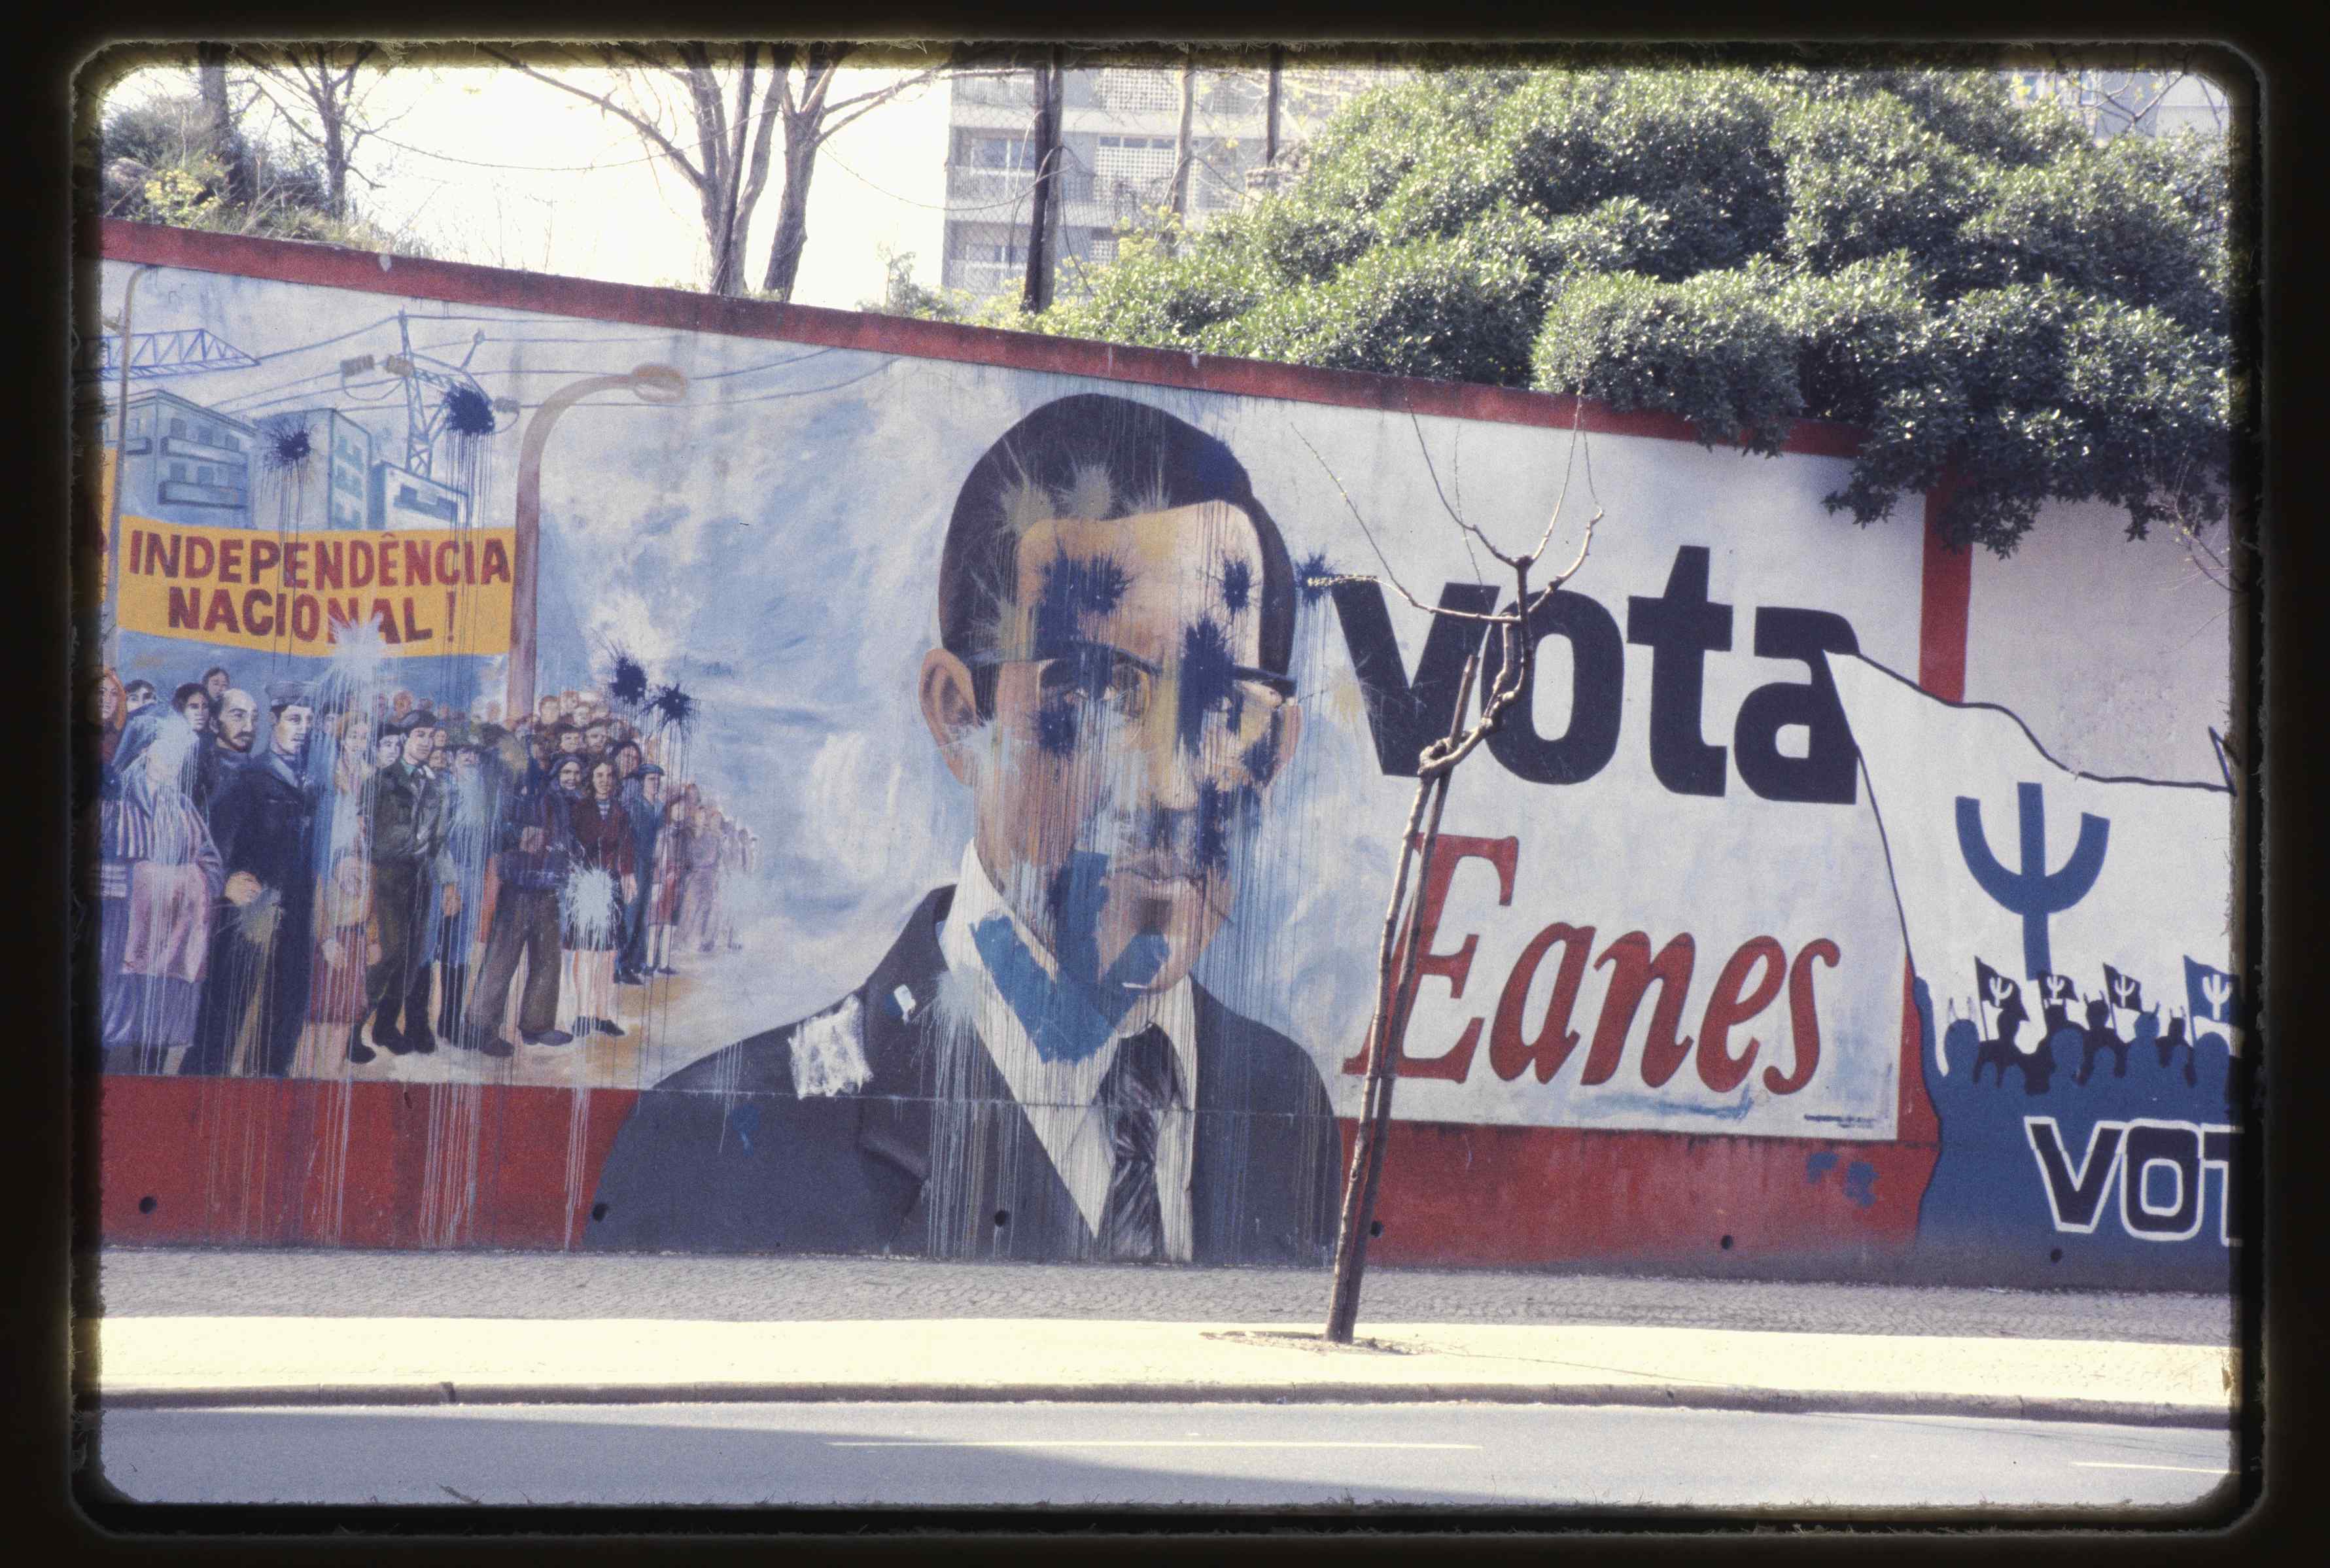 INDEPENDÊNCIA
NACIONAL!
vota
Eanes
VOT